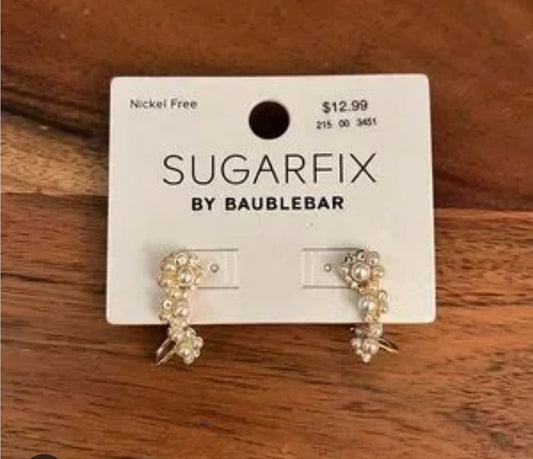 Nickel Free
$12.99
215 00 3451
SUGARFIX
BY BAUBLEBAR